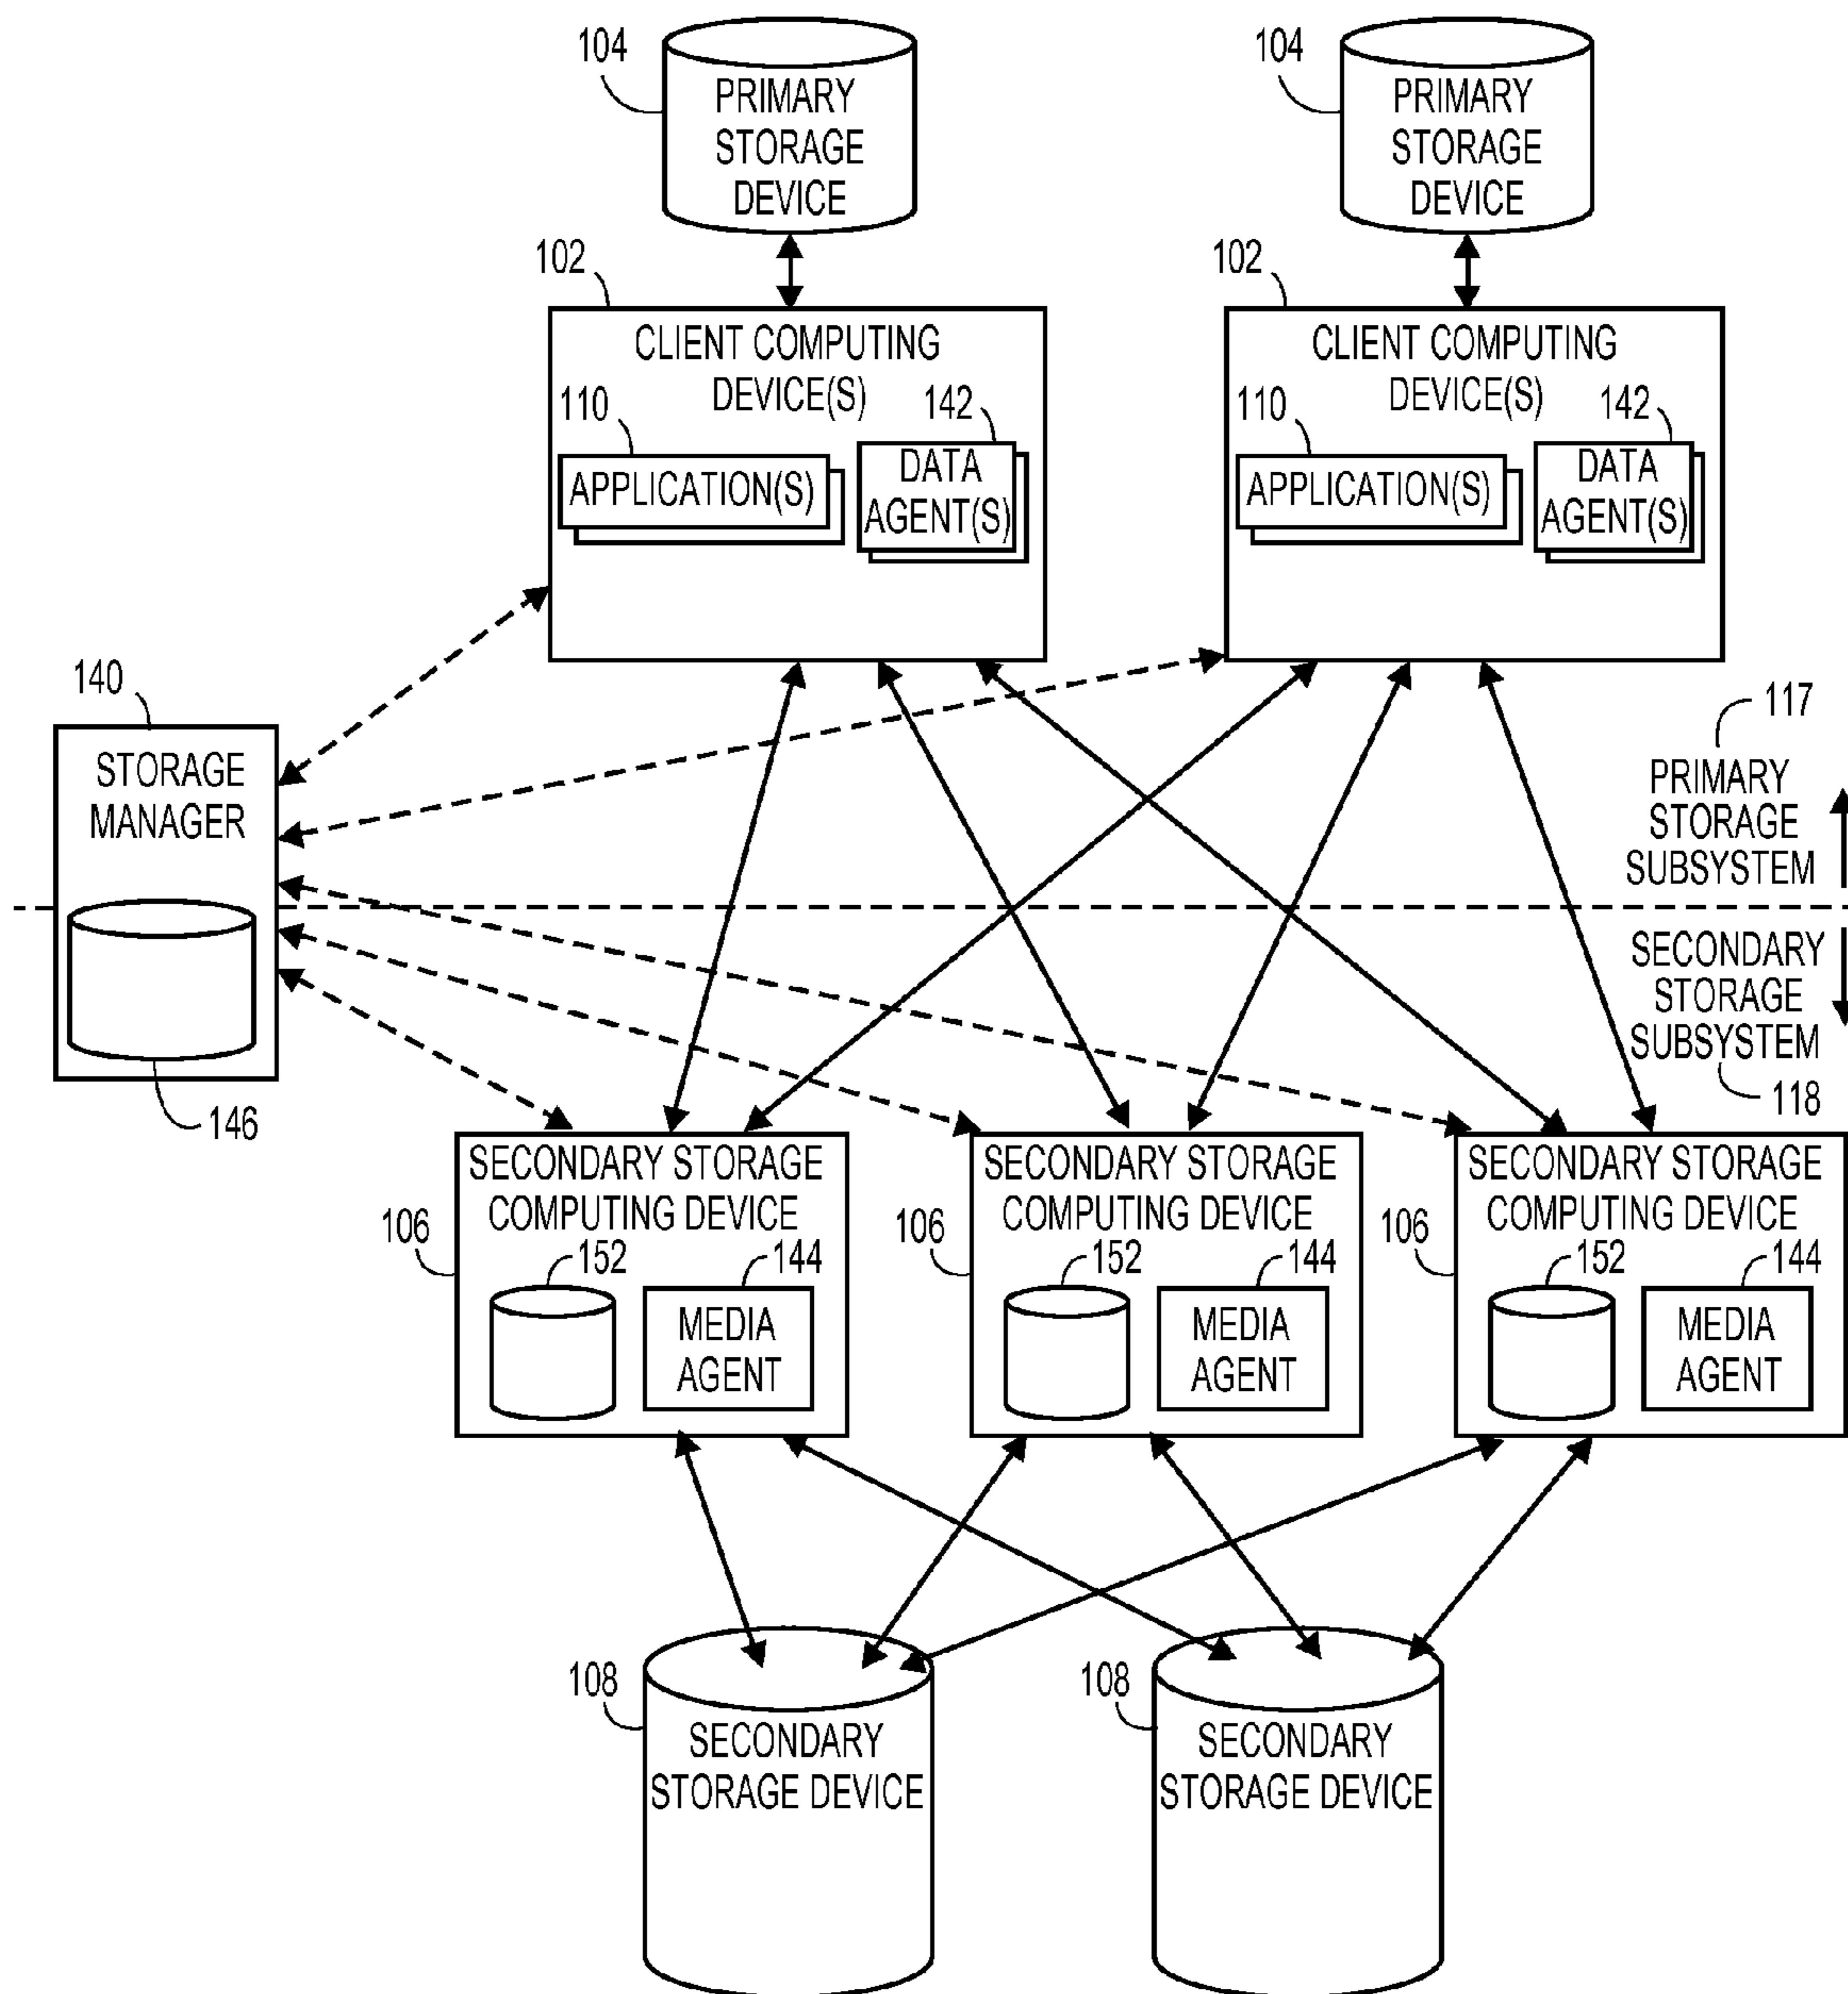 104
PRIMARY
STORAGE
DEVICE
104
PRIMARY
STORAGE
DEVICE
102
CLIENT COMPUTING
DEVICE(S)
110
142
APPLICATION(S)
DATA
AGENT(S)
102
CLIENT COMPUTING
DEVICE(S)
110
142
APPLICATION(S)
DATA
AGENT(S)
140
STORAGE
MANAGER
146
117
PRIMARY
STORAGE
SUBSYSTEM
SECONDARY
STORAGE
SUBSYSTEM
118
SECONDARY STORAGE
COMPUTING DEVICE
106
152
144
MEDIA
AGENT
SECONDARY STORAGE
COMPUTING DEVICE
106
152
144
MEDIA
AGENT
SECONDARY STORAGE
COMPUTING DEVICE
106
152
144
MEDIA
AGENT
108
SECONDARY
STORAGE DEVICE
108
SECONDARY
STORAGE DEVICE